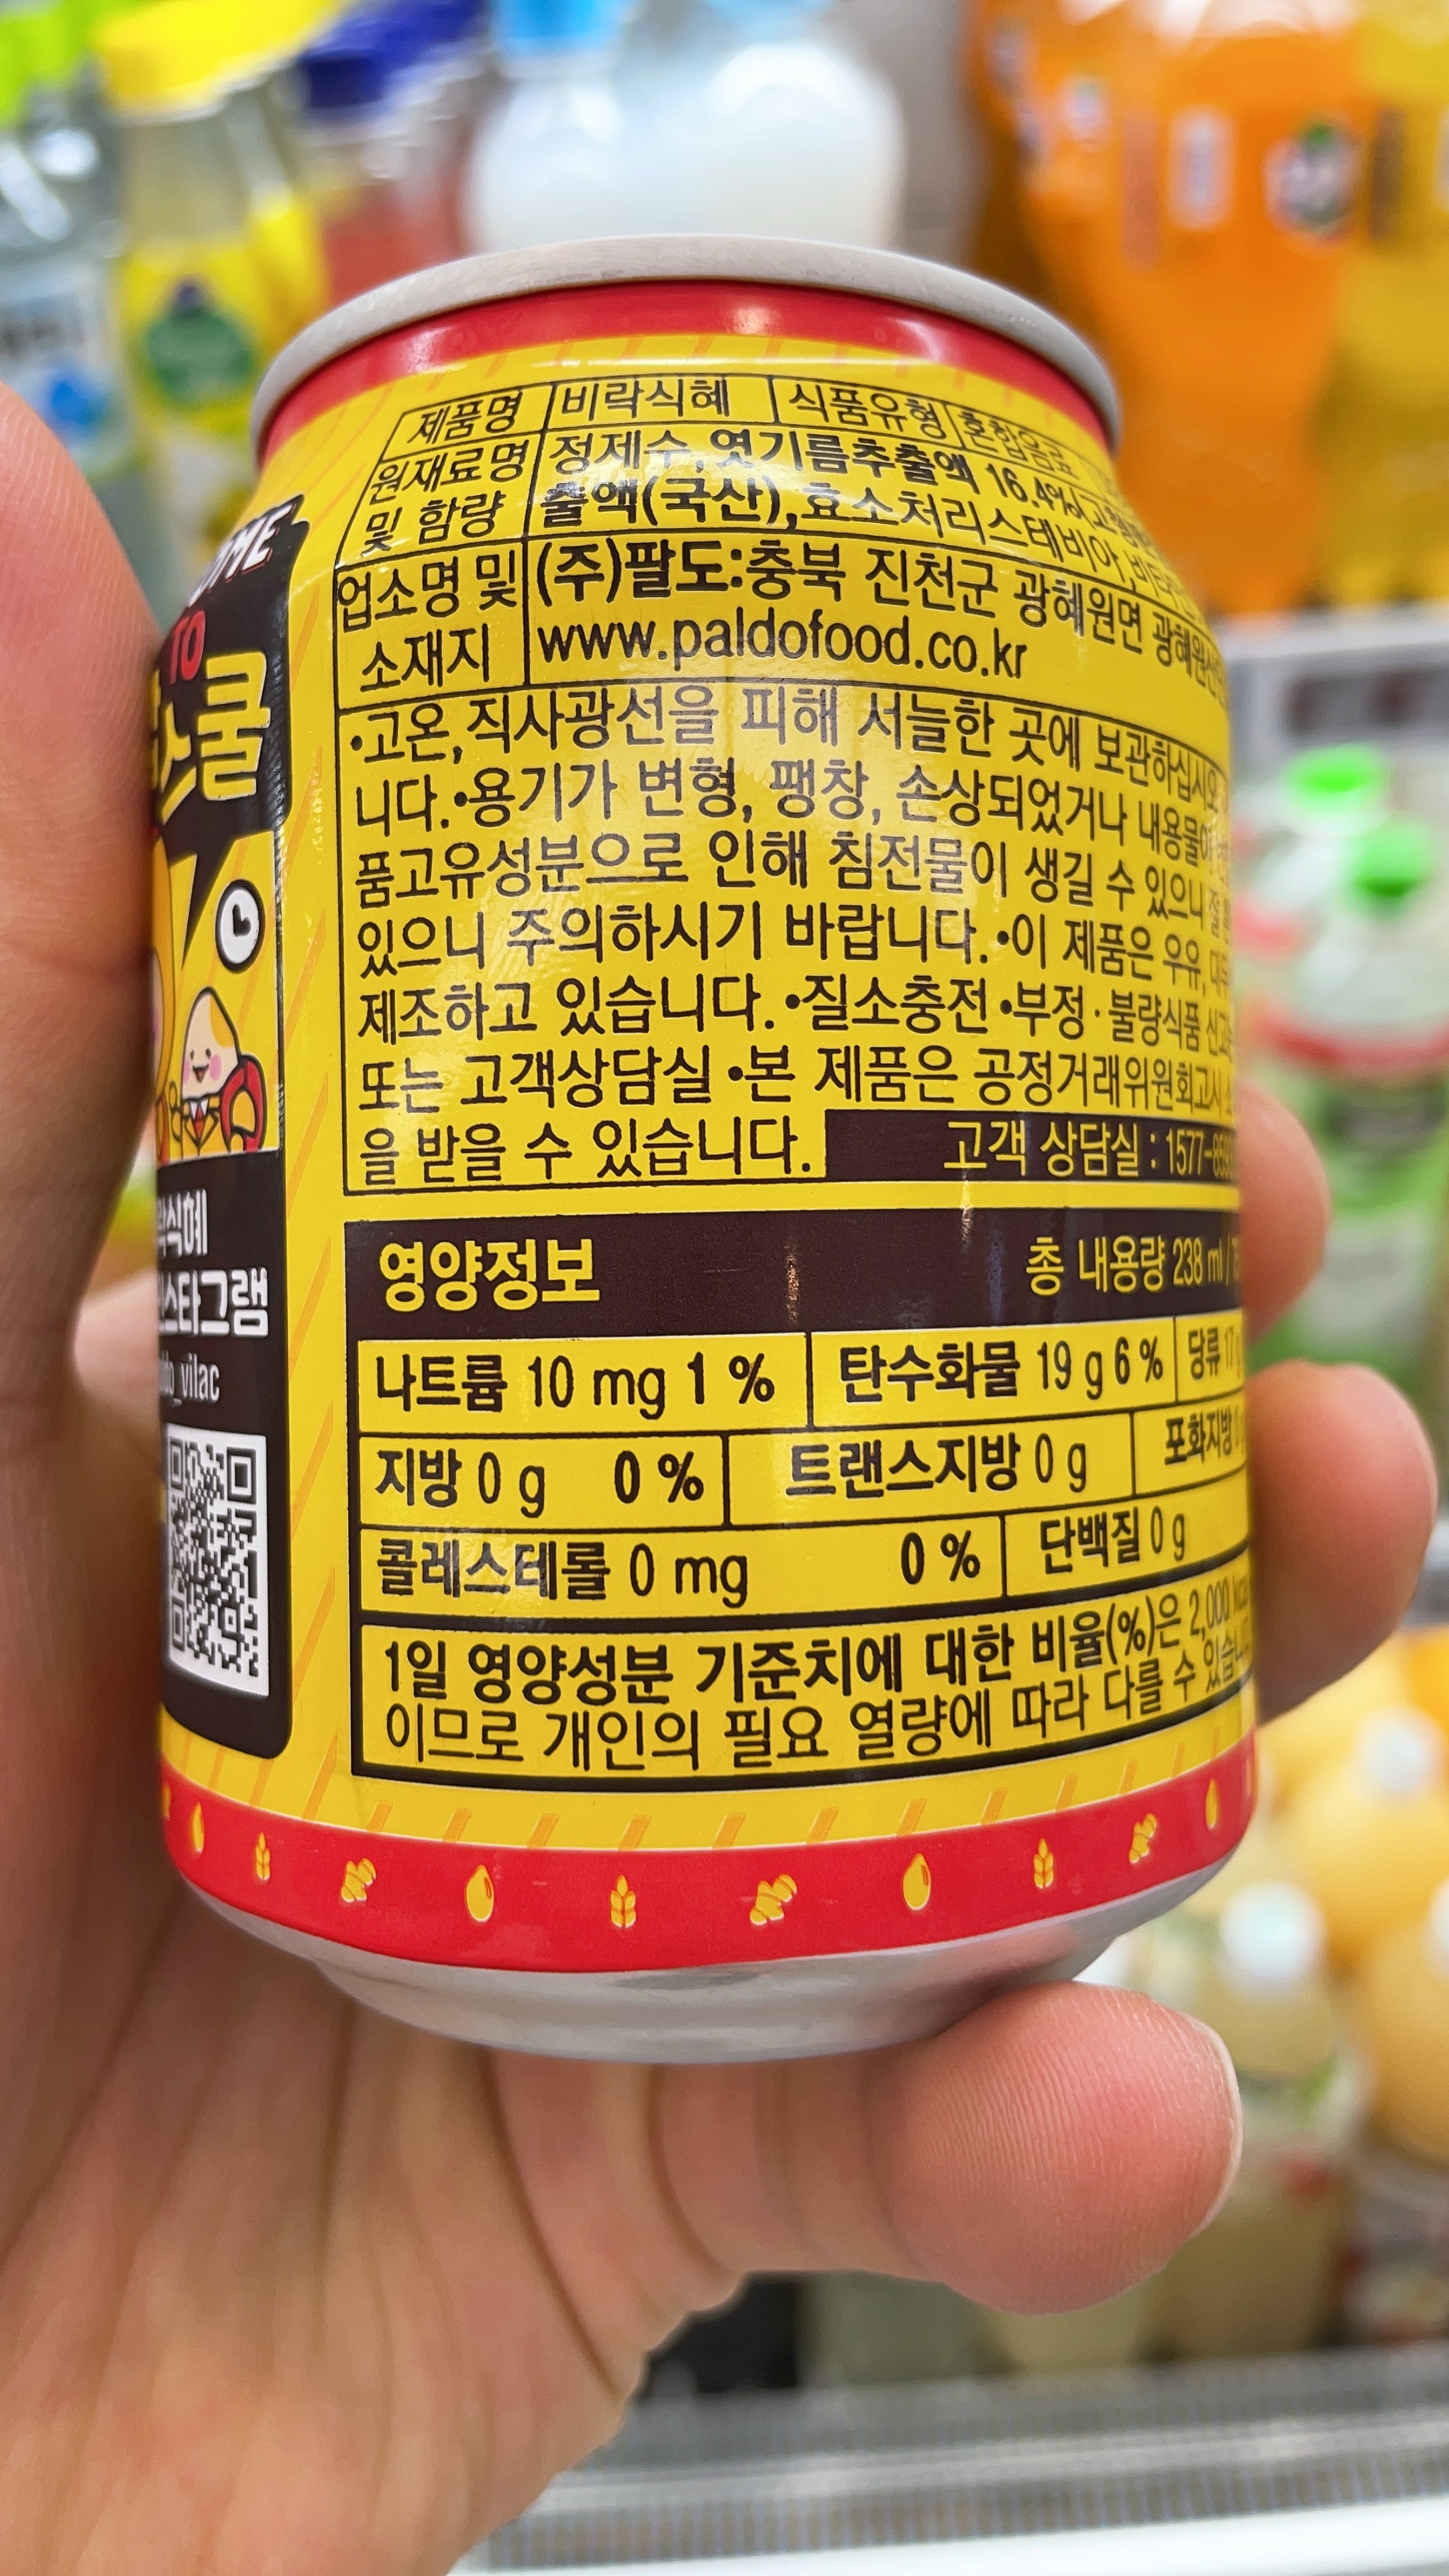 제품명 비락식혜 식품유형 혼합음료
원재료명 및 함량 정제수,엿기름추출액 16.4%
출액(국산),효소처리스테비아,
업소명 및 소재지 (주)팔도:충북 진천군 광혜원면
www.paldofood.co.kr
•고온,직사광선을 피해 서늘한 곳에 보관하십시오.
니다.•용기가 변형, 팽창, 손상되었거나 내용물이
품고유성분으로 인해 침전물이 생길 수 있으니
있으니 주의하시기 바랍니다.•이 제품은 우유, 대두
제조하고 있습니다.•질소충전•부정·불량식품
또는 고객상담실•본 제품은 공정거래위원회고시
을 받을 수 있습니다.
고객 상담실 : 1577-
영양정보 총 내용량 238 ml /
나트륨 10 mg 1 % 탄수화물 19 g 6 % 당류
지방 0 g 0 % 트랜스지방 0 g 포화지방
콜레스테롤 0 mg 0 % 단백질 0 g
1일 영양성분 기준치에 대한 비율(%)은 2,000
이므로 개인의 필요 열량에 따라 다를 수
TO
스쿨
식혜
스타그램
_vilac